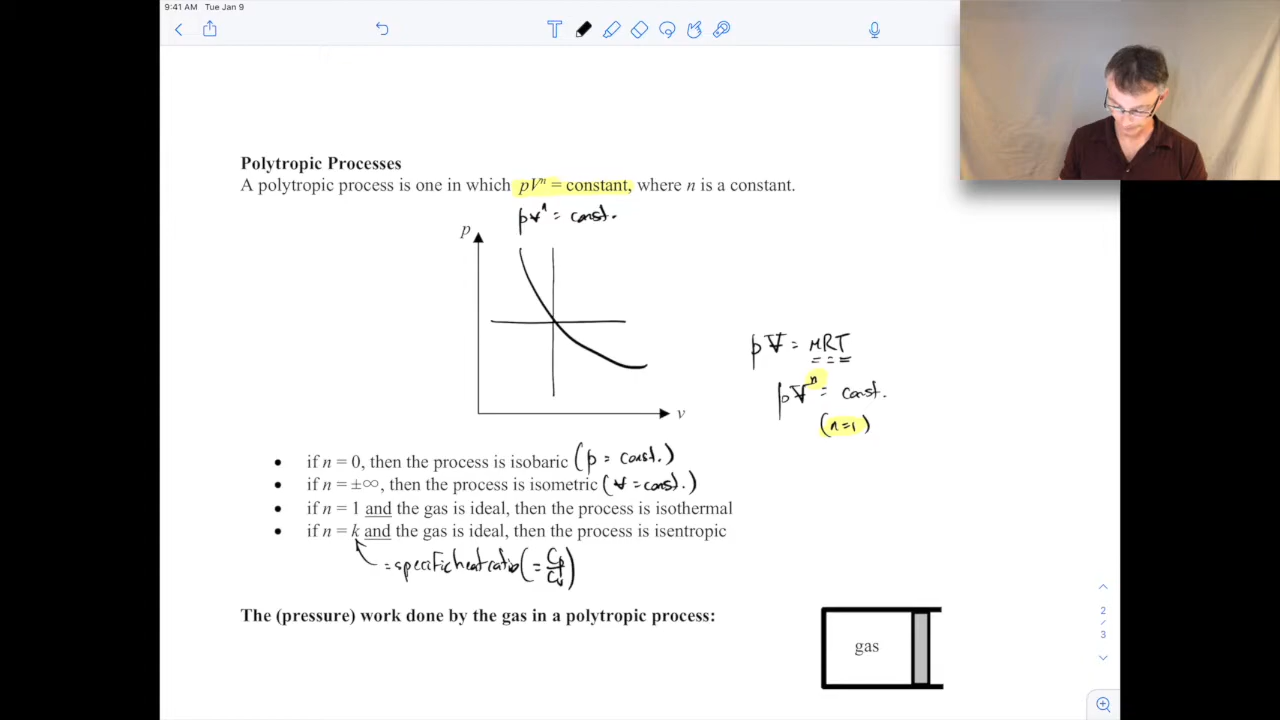 9:41 AM Tue Jan 9
Polytropic Processes
A polytropic process is one in which pVⁿ = constant, where n is a constant.
pVⁿ = const.
p
v
pV = MRT
pVⁿ = const.
(n=1)
if n = 0, then the process is isobaric (p = const.)
if n = ±∞, then the process is isometric (V = const.)
if n = 1 and the gas is ideal, then the process is isothermal
if n = k and the gas is ideal, then the process is isentropic
= specific heat ratio (= Cp/Cv)
The (pressure) work done by the gas in a polytropic process:
gas
2
/
3